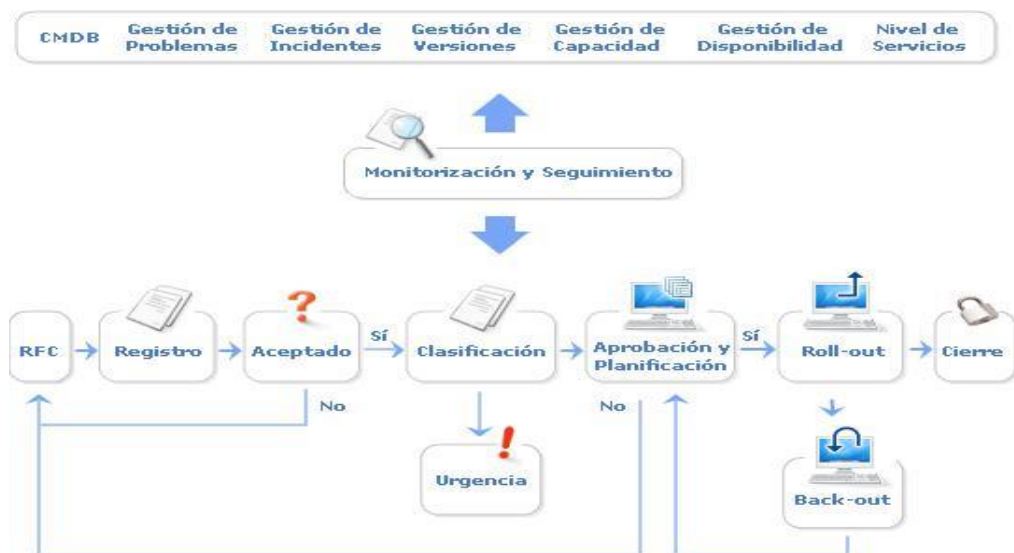 CMDB
Gestión de
Problemas
Gestión de
Incidentes
Gestión de
Versiones
Gestión de
Capacidad
Gestión de
Disponibilidad
Nivel de
Servicios
Monitorización y Seguimiento
RFC
Registro
Aceptado
Sí
Clasificación
Aprobación y
Planificación
Sí
Roll-out
Cierre
No
No
Urgencia
Back-out